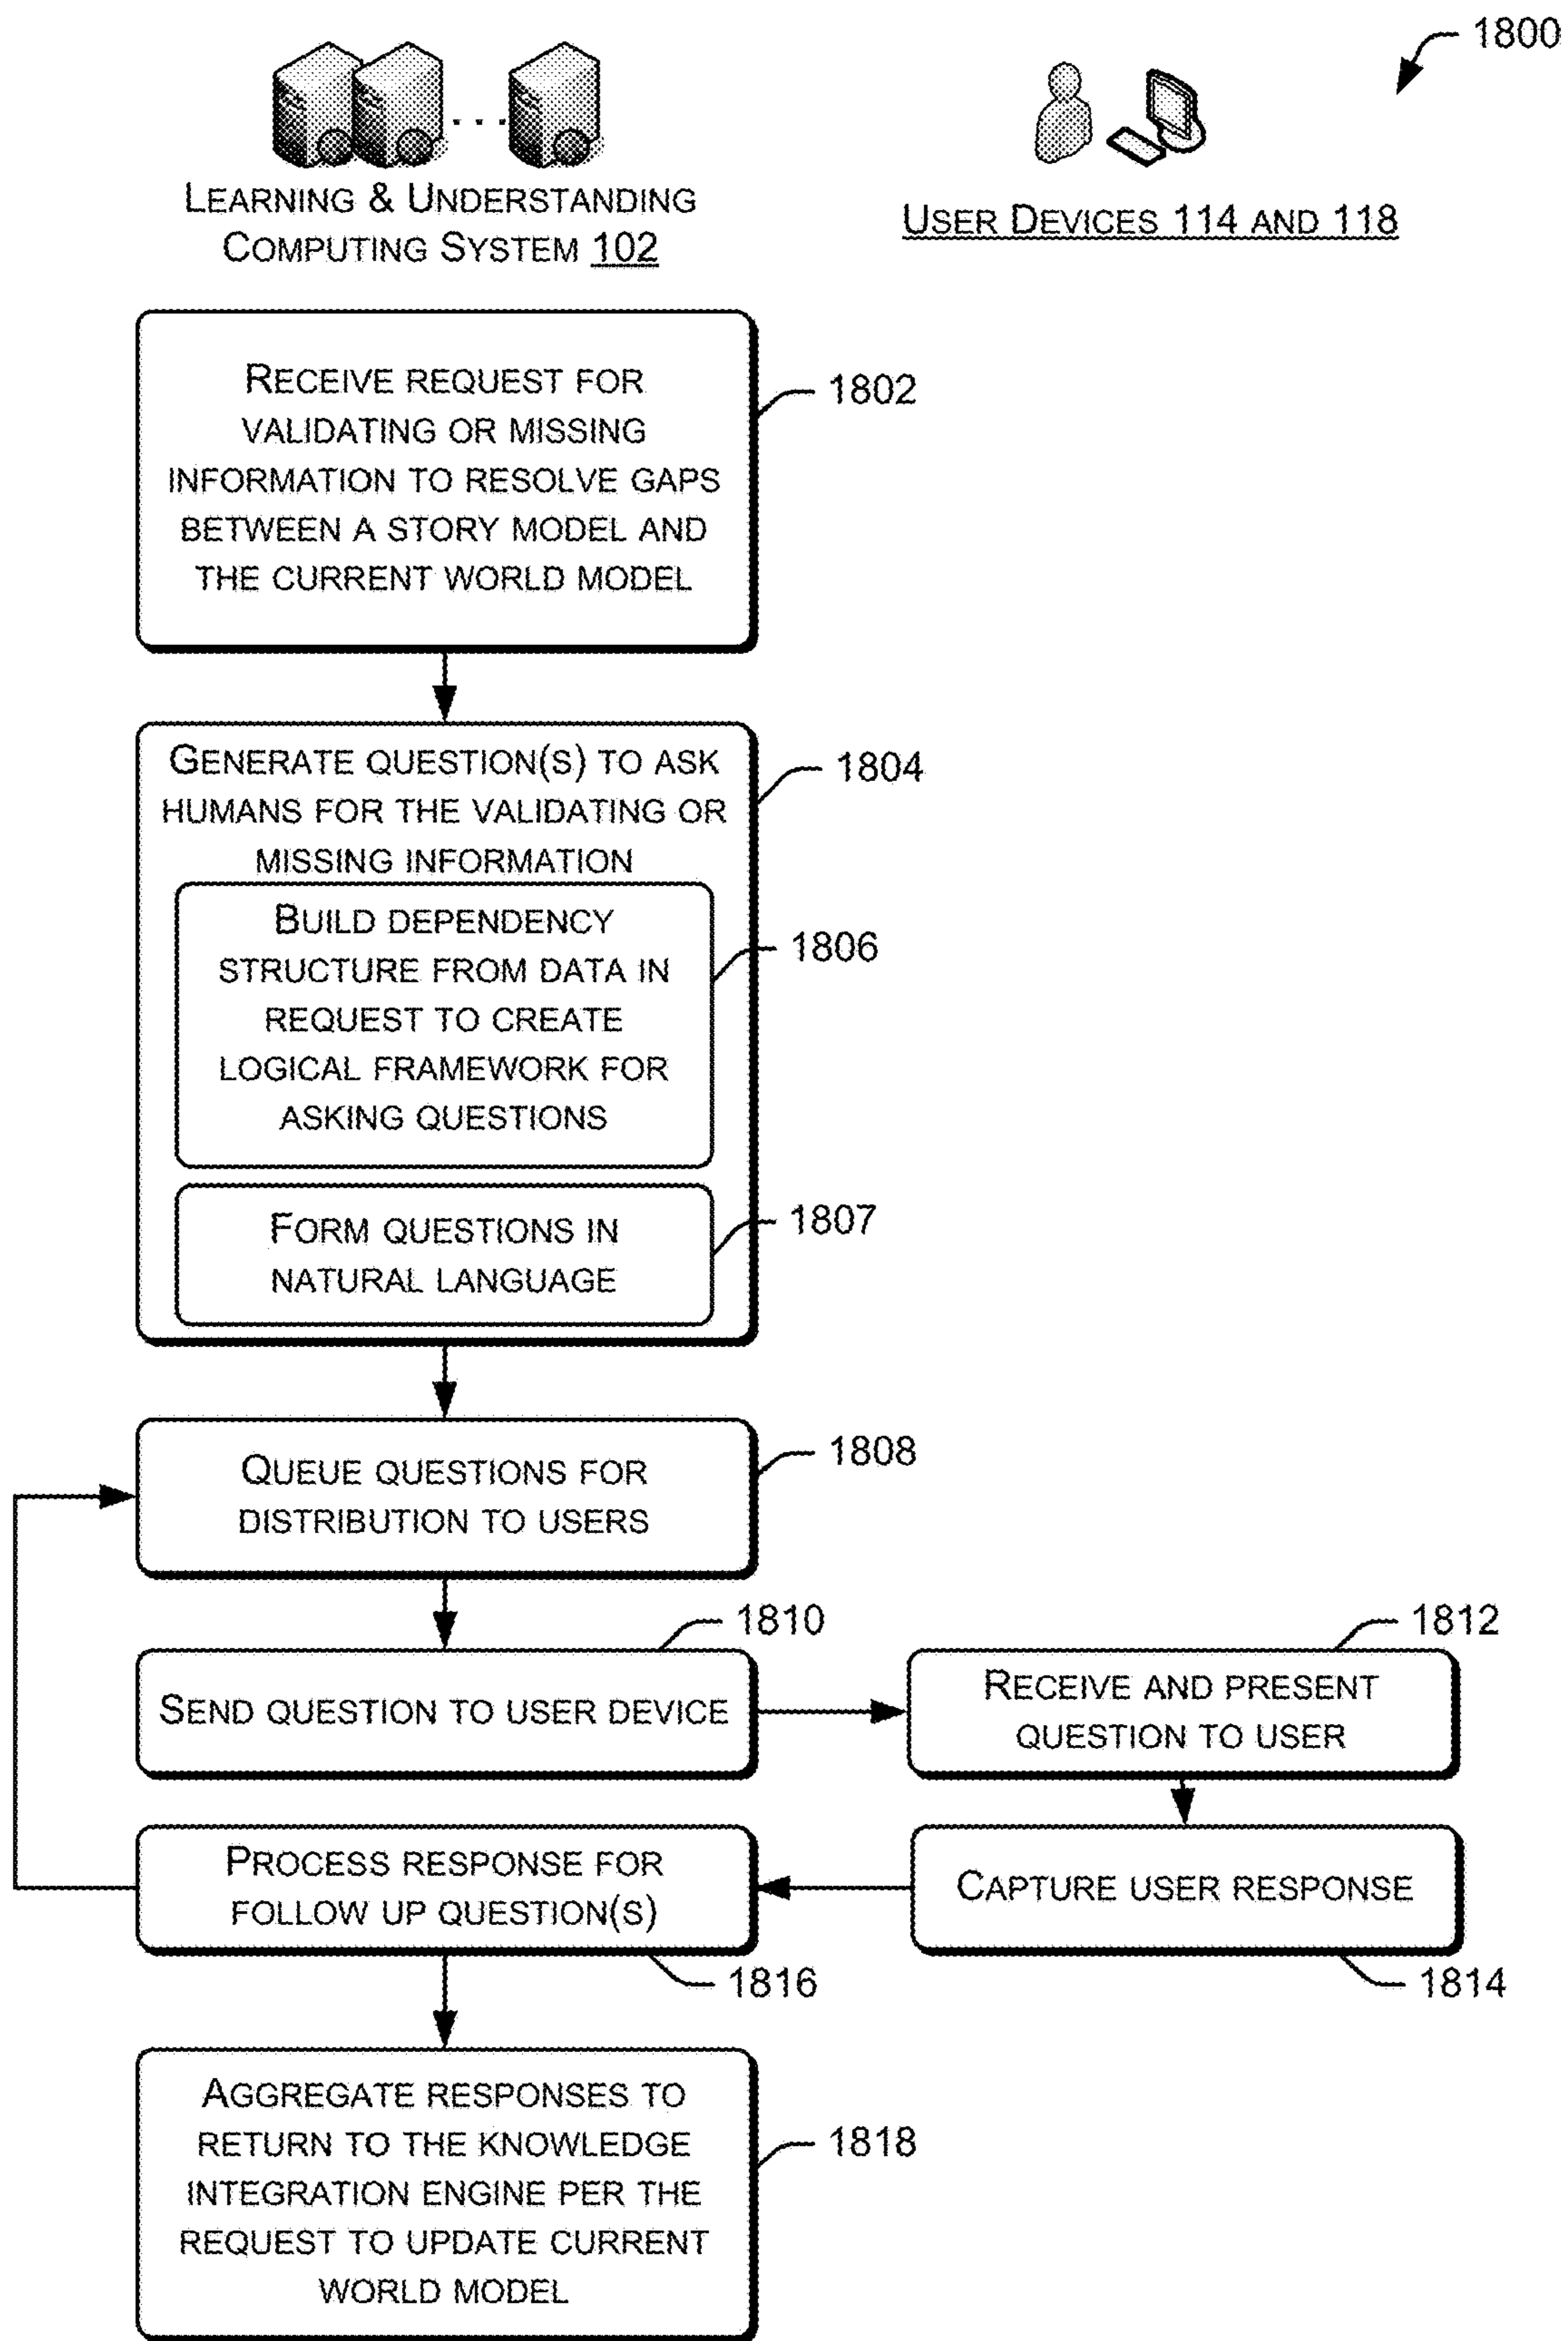 1800
LEARNING & UNDERSTANDING
COMPUTING SYSTEM 102
USER DEVICES 114 AND 118
RECEIVE REQUEST FOR
VALIDATING OR MISSING
INFORMATION TO RESOLVE GAPS
BETWEEN A STORY MODEL AND
THE CURRENT WORLD MODEL
1802
GENERATE QUESTION(S) TO ASK
HUMANS FOR THE VALIDATING OR
MISSING INFORMATION
1804
BUILD DEPENDENCY
STRUCTURE FROM DATA IN
REQUEST TO CREATE
LOGICAL FRAMEWORK FOR
ASKING QUESTIONS
1806
FORM QUESTIONS IN
NATURAL LANGUAGE
1807
QUEUE QUESTIONS FOR
DISTRIBUTION TO USERS
1808
SEND QUESTION TO USER DEVICE
1810
RECEIVE AND PRESENT
QUESTION TO USER
1812
CAPTURE USER RESPONSE
1814
PROCESS RESPONSE FOR
FOLLOW UP QUESTION(S)
1816
AGGREGATE RESPONSES TO
RETURN TO THE KNOWLEDGE
INTEGRATION ENGINE PER THE
REQUEST TO UPDATE CURRENT
WORLD MODEL
1818